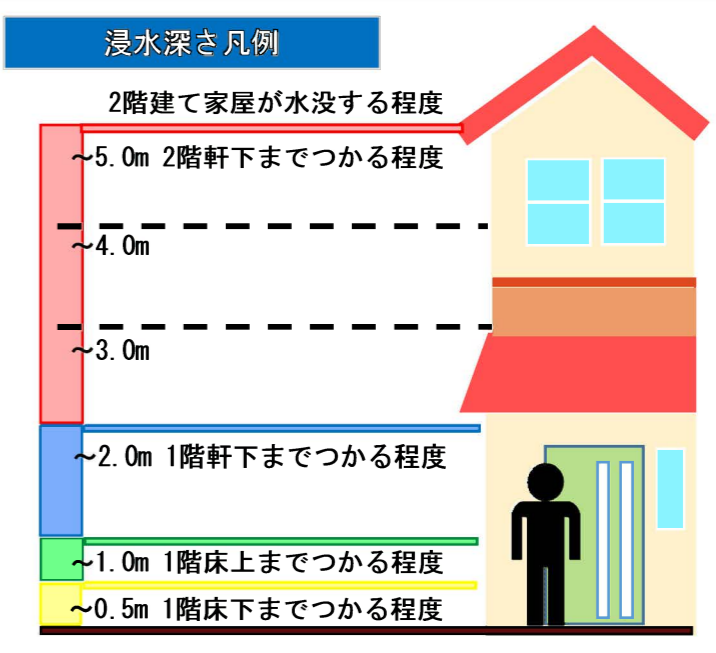 浸水深さ凡例
2階建て家屋が水没する程度
～5.0m 2階軒下までつかる程度
～4.0m
～3.0m
～2.0m 1階軒下までつかる程度
～1.0m 1階床上までつかる程度
～0.5m 1階床下までつかる程度